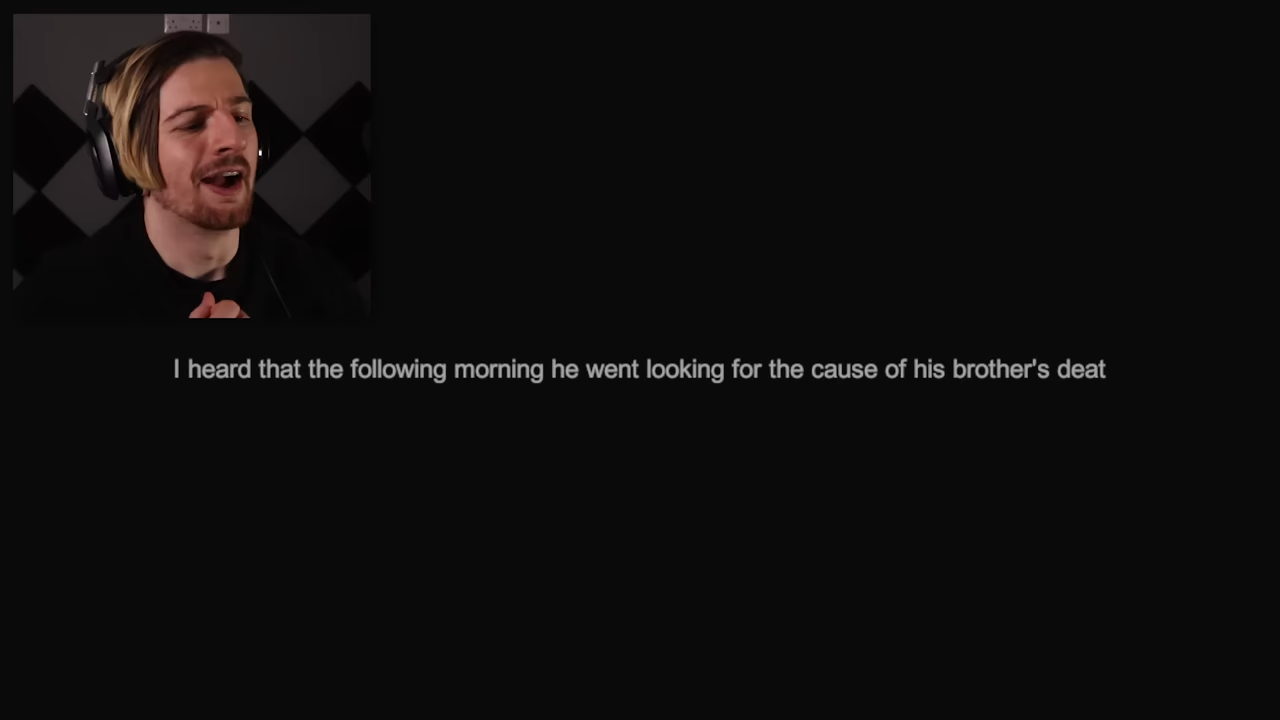 I heard that the following morning he went looking for the cause of his brother's deat